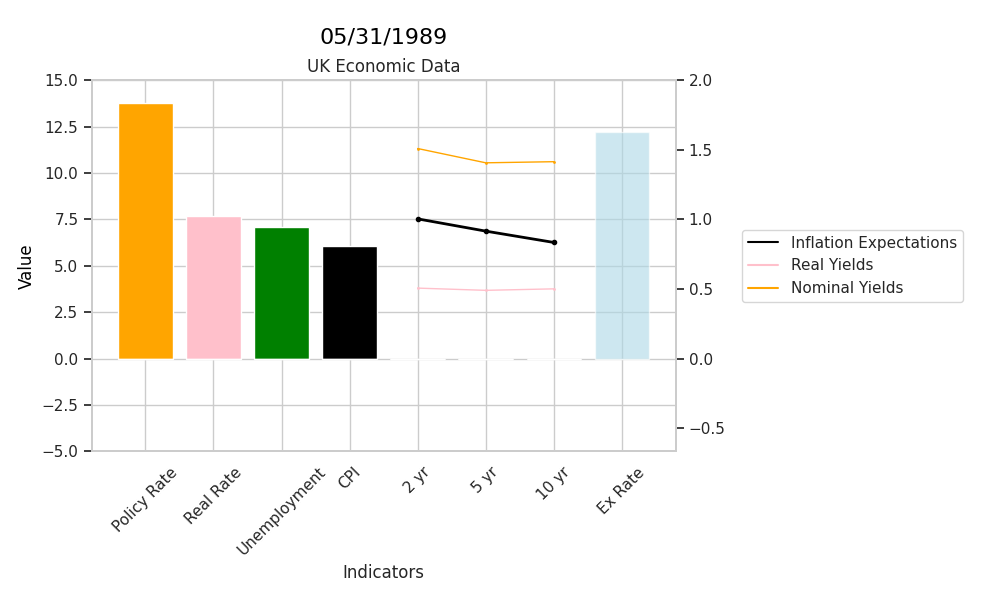 05/31/1989
UK Economic Data
15.0
12.5
10.0
7.5
5.0
2.5
0.0
−2.5
−5.0
Value
2.0
1.5
1.0
0.5
0.0
−0.5
Inflation Expectations
Real Yields
Nominal Yields
Policy Rate
Real Rate
Unemployment
CPI
2 yr
5 yr
10 yr
Ex Rate
Indicators